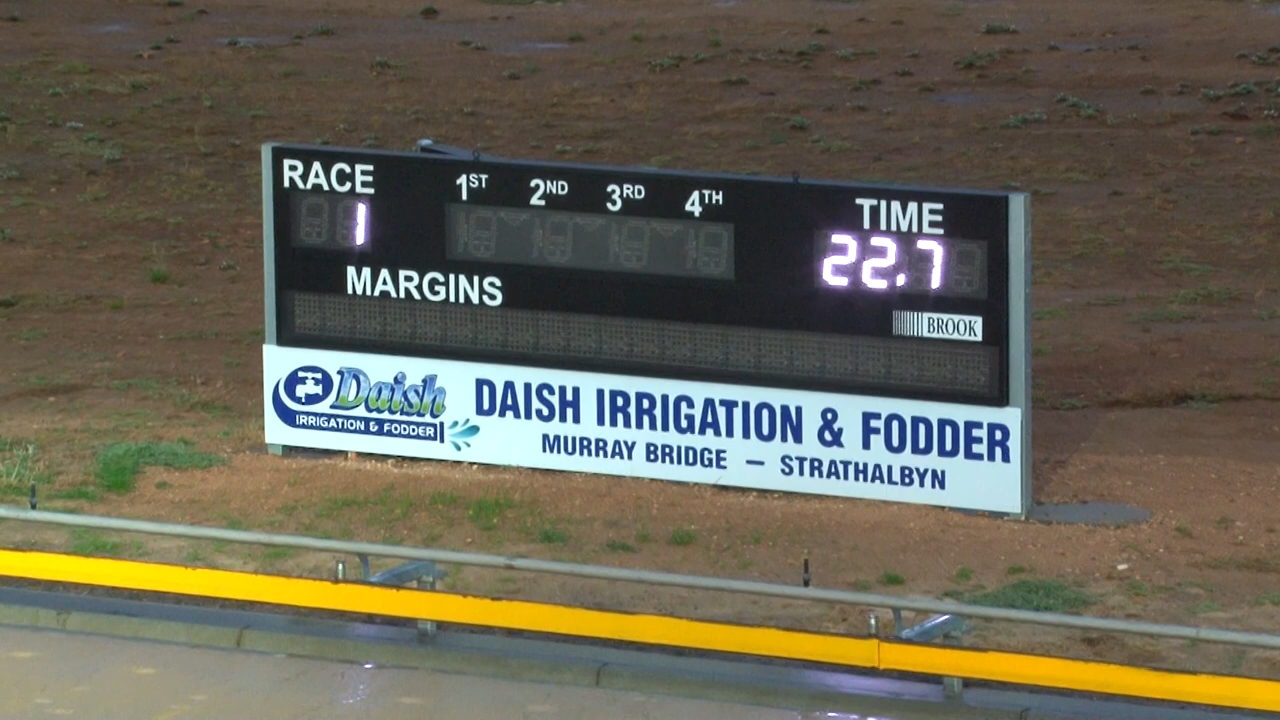 RACE 1ST 2ND 3RD 4TH TIME
1 22.7
MARGINS
BROOK
Daish
IRRIGATION & FODDER
DAISH IRRIGATION & FODDER
MURRAY BRIDGE — STRATHALBYN